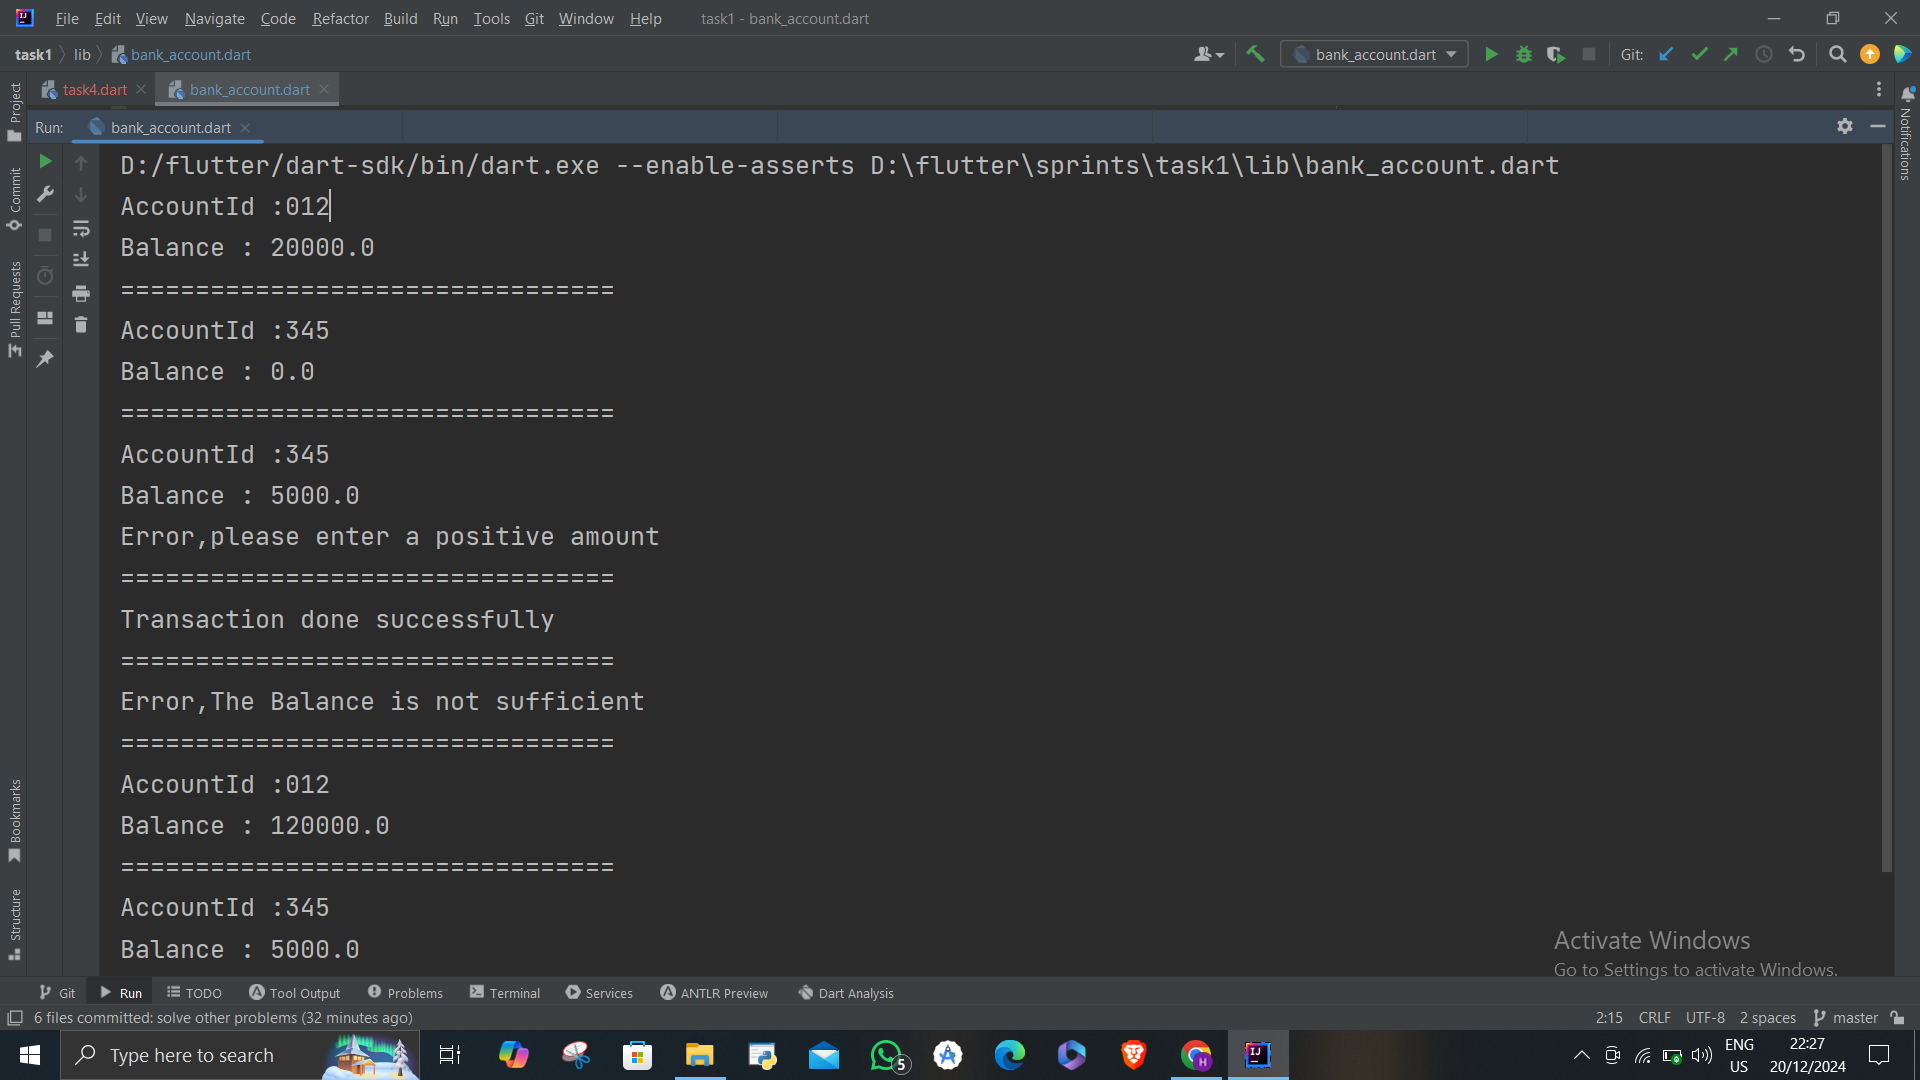 File Edit View Navigate Code Refactor Build Run Tools Git Window Help task1 - bank_account.dart
task1 lib bank_account.dart
bank_account.dart
Git:
task4.dart bank_account.dart
Run: bank_account.dart
Project
Commit
Pull Requests
Bookmarks
Structure
Notifications
D:/flutter/dart-sdk/bin/dart.exe --enable-asserts D:\flutter\sprints\task1\lib\bank_account.dart
AccountId :012
Balance : 20000.0
=================================
AccountId :345
Balance : 0.0
=================================
AccountId :345
Balance : 5000.0
Error,please enter a positive amount
=================================
Transaction done successfully
=================================
Error,The Balance is not sufficient
=================================
AccountId :012
Balance : 120000.0
=================================
AccountId :345
Balance : 5000.0
Activate Windows
Go to Settings to activate Windows.
Git Run TODO Tool Output Problems Terminal Services ANTLR Preview Dart Analysis
6 files committed: solve other problems (32 minutes ago)
2:15 CRLF UTF-8 2 spaces master
Type here to search
5
ENG
US
22:27
20/12/2024